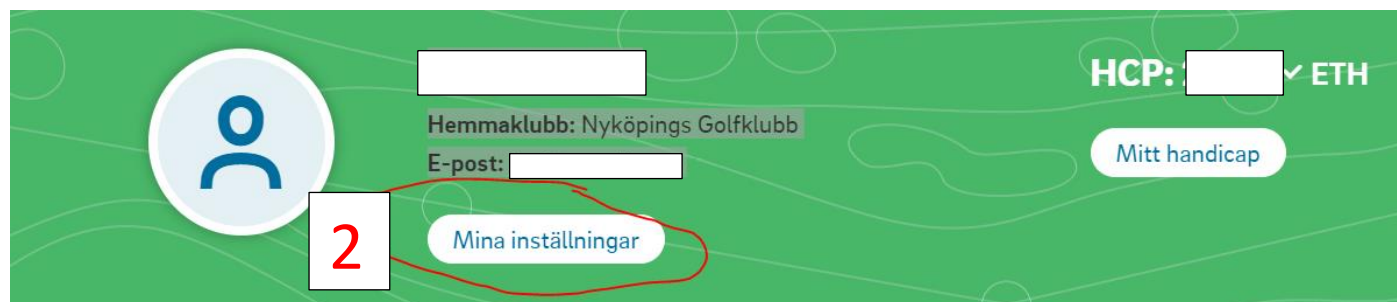 HCP: ETH
Hemmaklubb: Nyköpings Golfklubb
E-post:
Mitt handicap
2
Mina inställningar